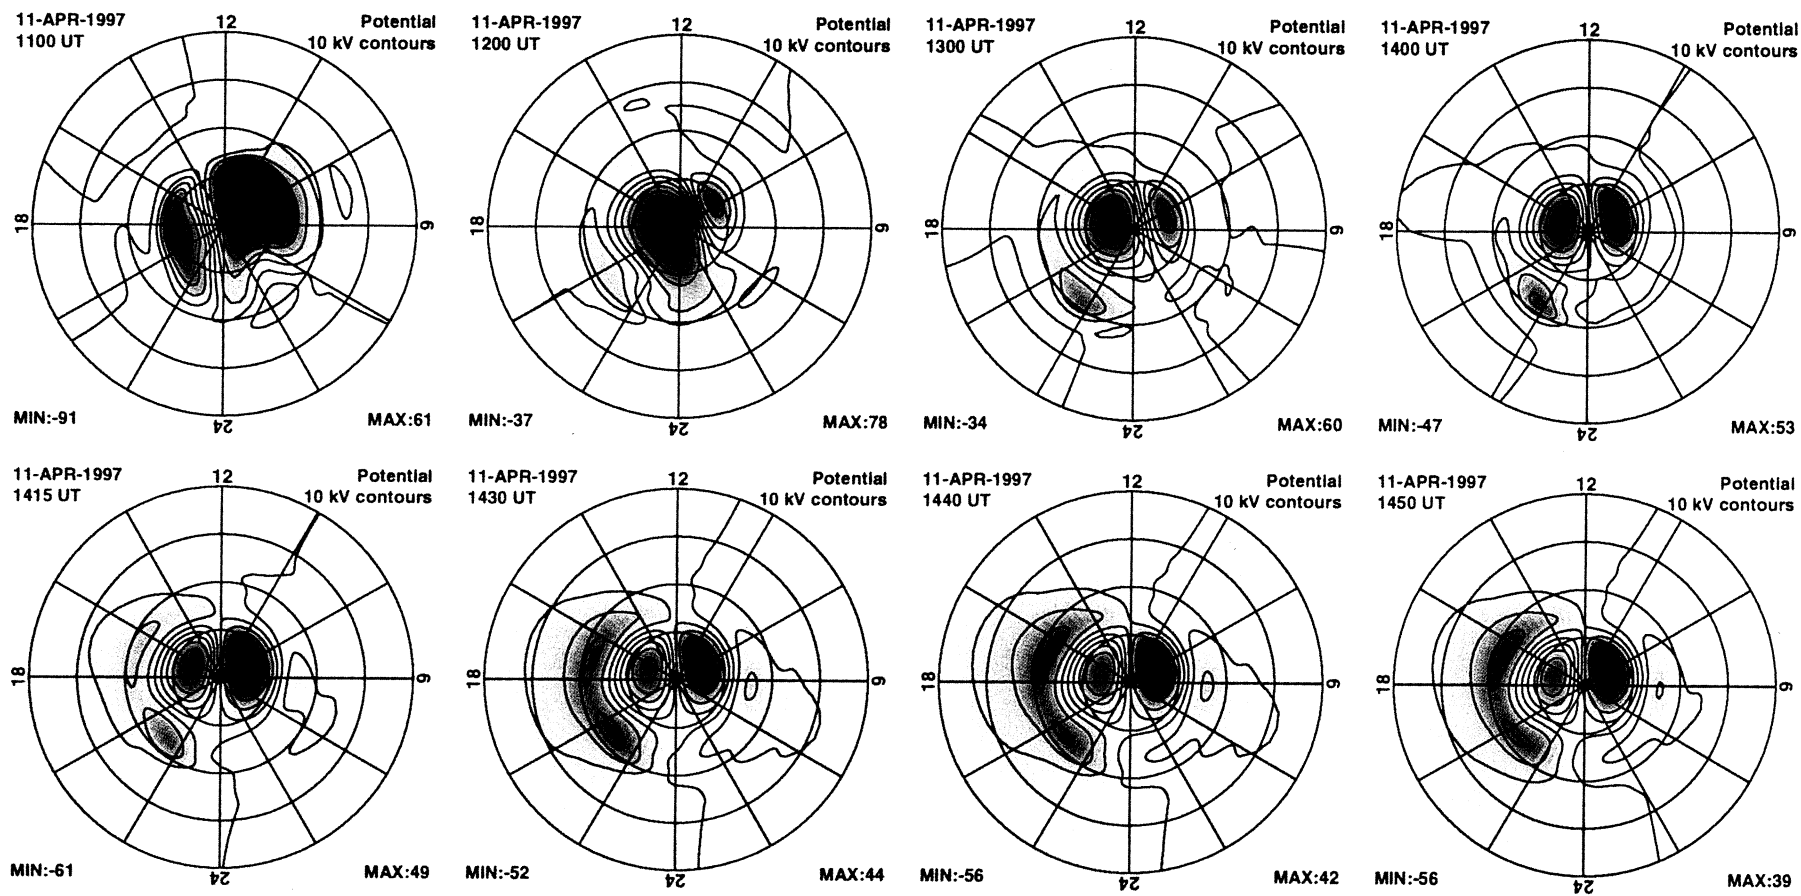 11-APR-1997
1100 UT
Potential
10 kV contours
12
18
6
24
MIN:-91
MAX:61
11-APR-1997
1200 UT
Potential
10 kV contours
12
18
6
24
MIN:-37
MAX:78
11-APR-1997
1300 UT
Potential
10 kV contours
12
18
6
24
MIN:-34
MAX:60
11-APR-1997
1400 UT
Potential
10 kV contours
12
18
6
24
MIN:-47
MAX:53
11-APR-1997
1415 UT
Potential
10 kV contours
12
18
6
24
MIN:-61
MAX:49
11-APR-1997
1430 UT
Potential
10 kV contours
12
18
6
24
MIN:-52
MAX:44
11-APR-1997
1440 UT
Potential
10 kV contours
12
18
6
24
MIN:-56
MAX:42
11-APR-1997
1450 UT
Potential
10 kV contours
12
18
6
24
MIN:-56
MAX:39